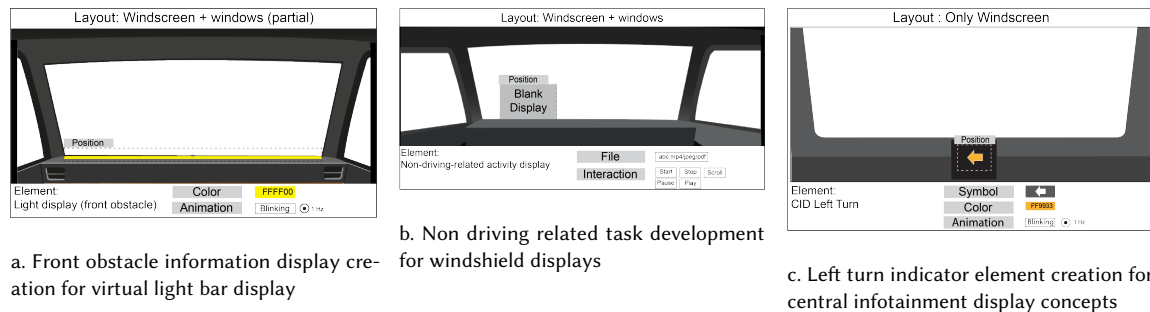 Layout: Windscreen + windows (partial)
Position
Element:
Light display (front obstacle)
Color
FFFF00
Animation
Blinking
1 Hz
a. Front obstacle information display cre-
ation for virtual light bar display
Layout: Windscreen + windows
Position
Blank
Display
Element:
Non-driving-related activity display
File
abc.mp4/jpeg/pdf
Interaction
Start Stop Scroll
Pause Play
b. Non driving related task development
for windshield displays
Layout : Only Windscreen
Position
Element:
CID Left Turn
Symbol
Color
FF9933
Animation
Blinking
1 Hz
c. Left turn indicator element creation for
central infotainment display concepts